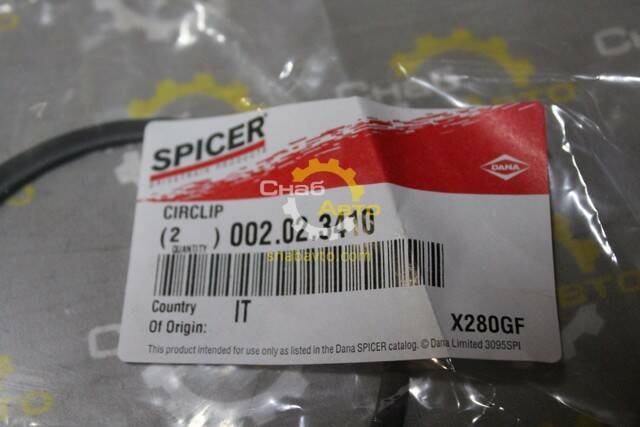 SPICER®
DANA
Снаб
Авто
CIRCLIP
(2) 002.02.3410
QUANTITY
snabavto.com
Country IT
Of Origin:
X280GF
This product intended for use only as listed in the Dana SPICER catalog. © Dana Limited 3095SPI